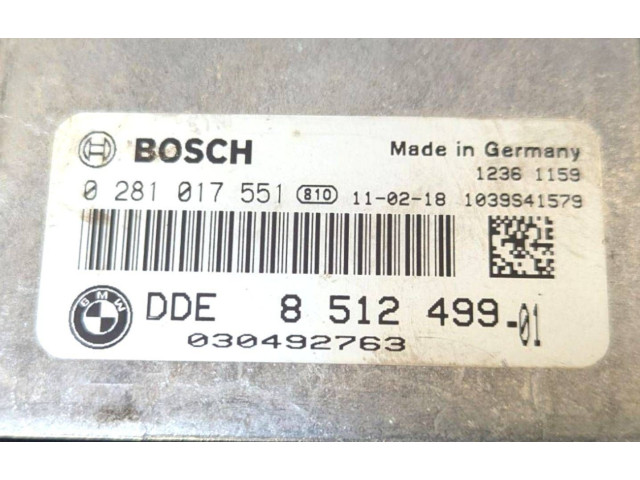 BOSCH Made in Germany
1236 1159
0 281 017 551 810 11-02-18 1039S41579
BMW DDE 8 512 499-01
030492763